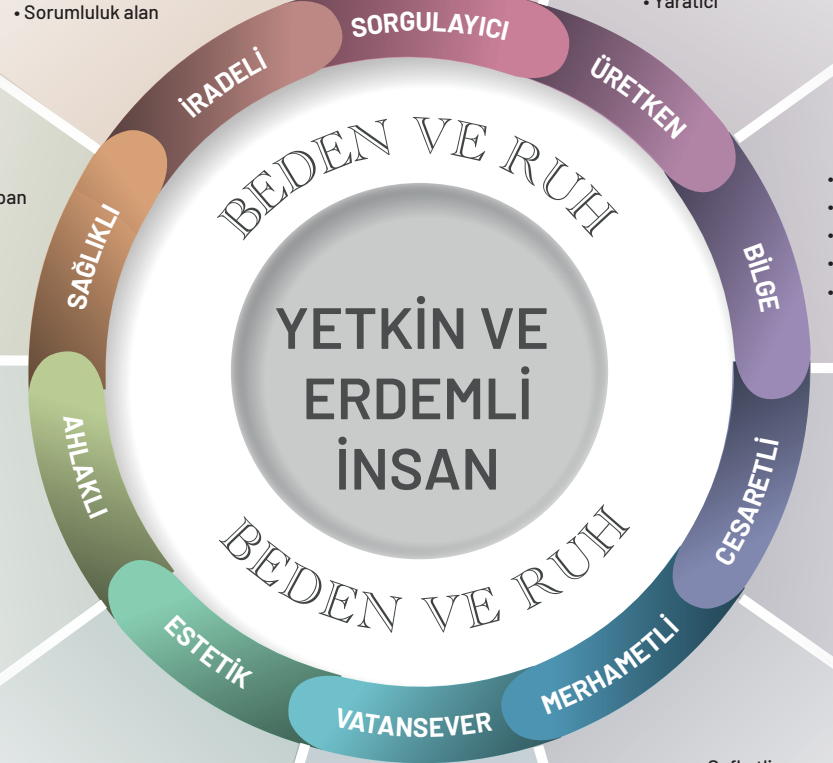 • Sorumluluk alan
• Yaratıcı
SORGULAYICI
İRADELİ
ÜRETKEN
BEDEN VE RUH
SAĞLIKLI
BİLGE
YETKİN VE
ERDEMLİ
İNSAN
AHLAKLI
CESARETLİ
BEDEN VE RUH
ESTETİK
MERHAMETLİ
VATANSEVER